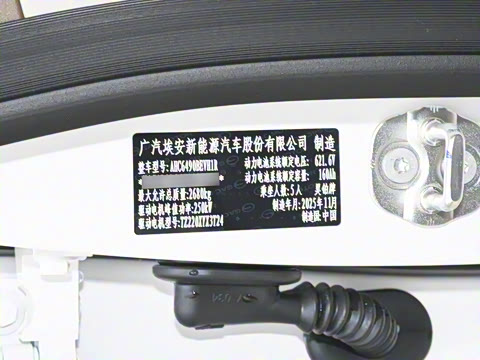 广汽埃安新能源汽车股份有限公司 制造
整车型号:AHC6490BEVH1R 动力电池系统额定电压: 621.6V
动力电池系统额定容量: 160Ah
最大允许总质量:2680kg 乘坐人数:5人 昊铂牌
驱动电机峰值功率:250kW 制造年月:2025年11月
驱动电机型号:TZ220XYZ3T24 制造国:中国